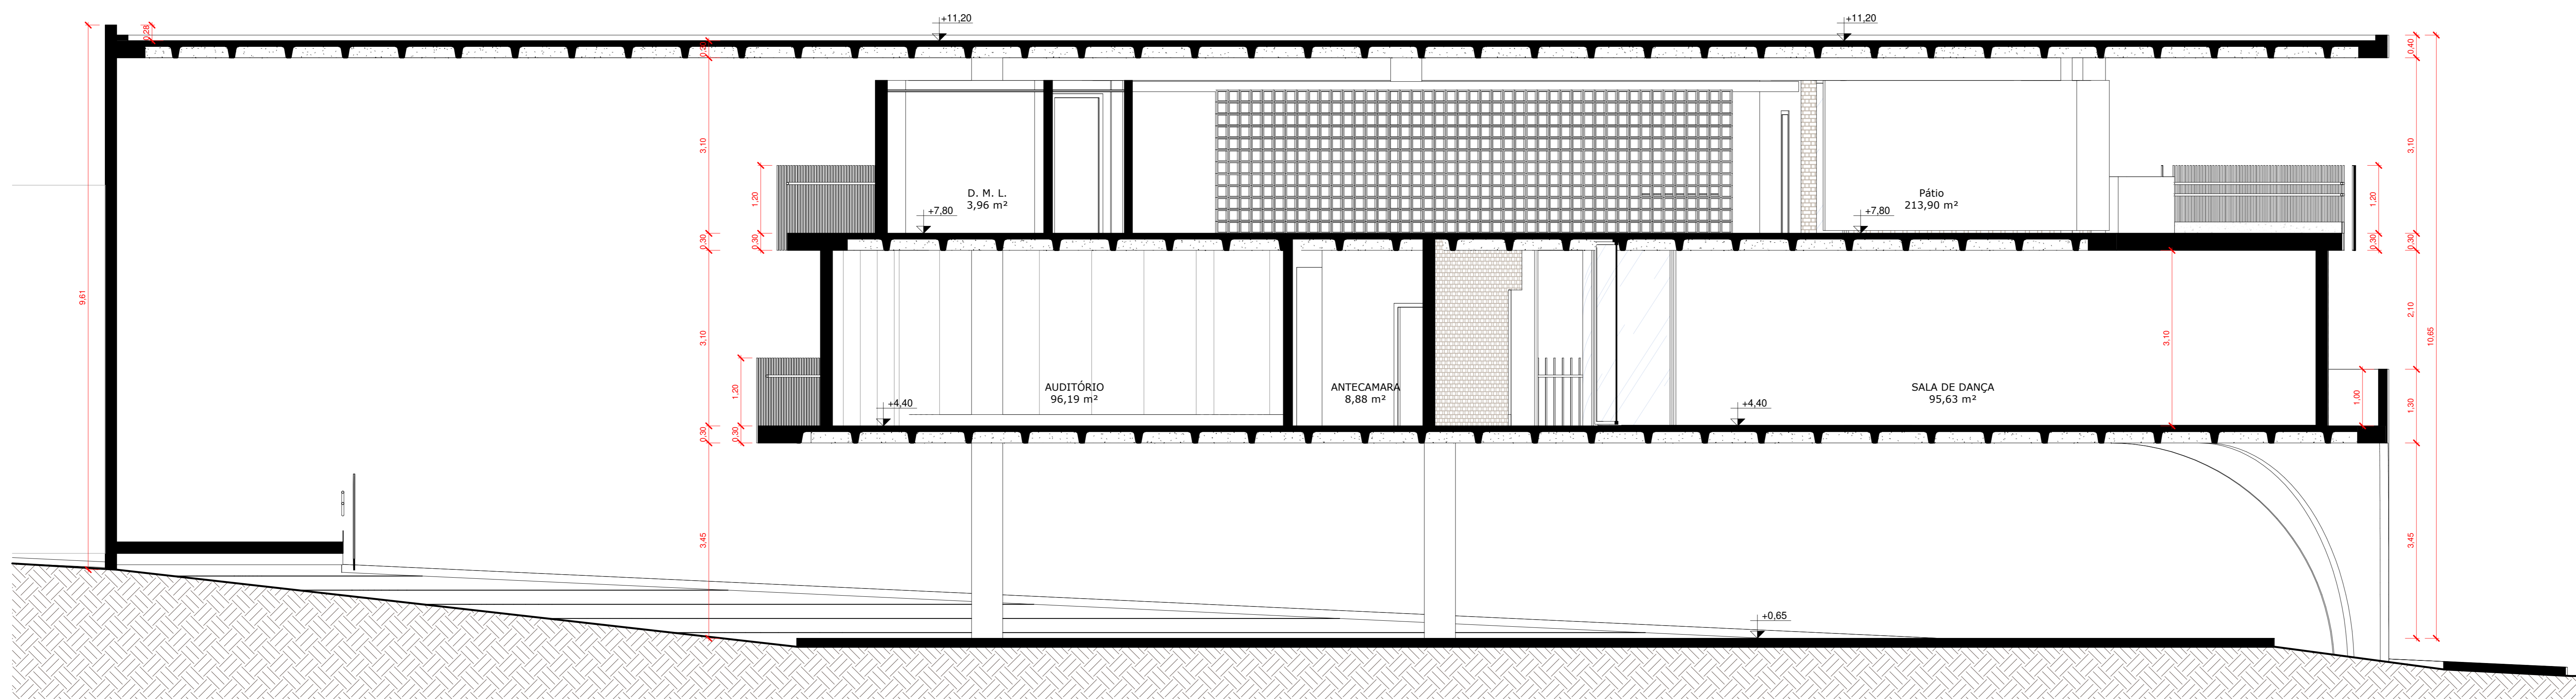 +11,20
+11,20
0,28
0,40
3,10
3,10
1,20
1,20
D. M. L.
3,96 m²
Pátio
213,90 m²
+7,80
+7,80
0,30
0,30
0,30
0,30
9,61
3,10
3,10
2,10
10,65
1,20
AUDITÓRIO
96,19 m²
ANTECAMARA
8,88 m²
SALA DE DANÇA
95,63 m²
1,00
1,30
+4,40
+4,40
0,30
0,30
3,45
3,45
+0,65